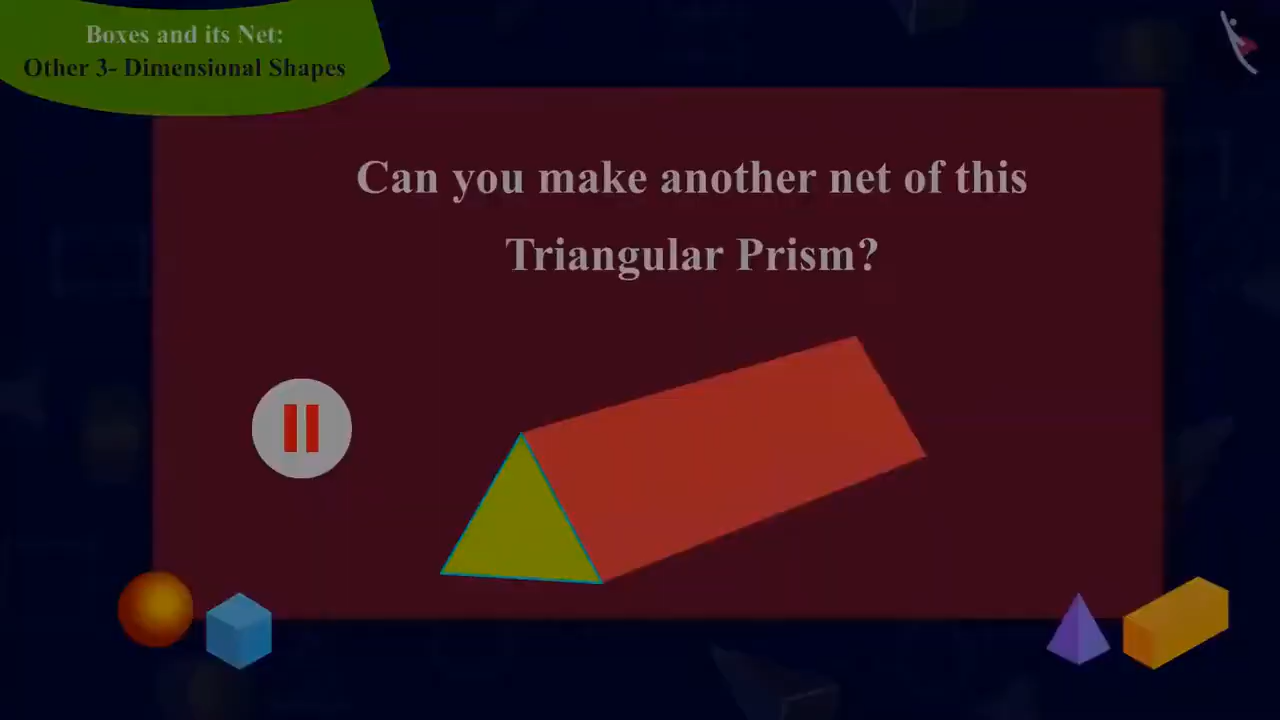 Boxes and its Net:
Other 3- Dimensional Shapes
Can you make another net of this
Triangular Prism?